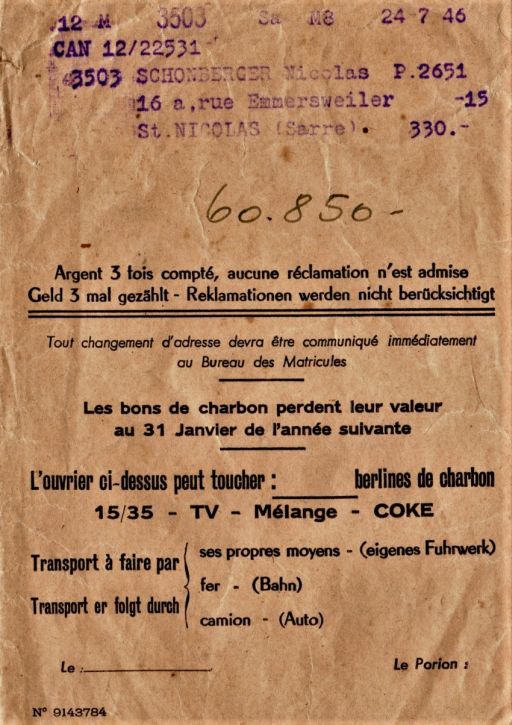 12 M 3503 Sa M8 24 7 46
CAN 12/22531
3503 SCHONBERGER Nicolas P.2651
16 a,rue Emmersweiler -15
St.NICOLAS (Sarre). 330.-
60.850-
Argent 3 fois compté, aucune réclamation n'est admise
Geld 3 mal gezählt - Reklamationen werden nicht berücksichtigt
Tout changement d'adresse devra être communiqué immédiatement
au Bureau des Matricules
Les bons de charbon perdent leur valeur
au 31 Janvier de l'année suivante
L'ouvrier ci-dessus peut toucher : berlines de charbon
15/35 - TV - Mélange - COKE
Transport à faire par
Transport er folgt durch
ses propres moyens - (eigenes Fuhrwerk)
fer - (Bahn)
camion - (Auto)
Le : Le Porion :
N° 9143784